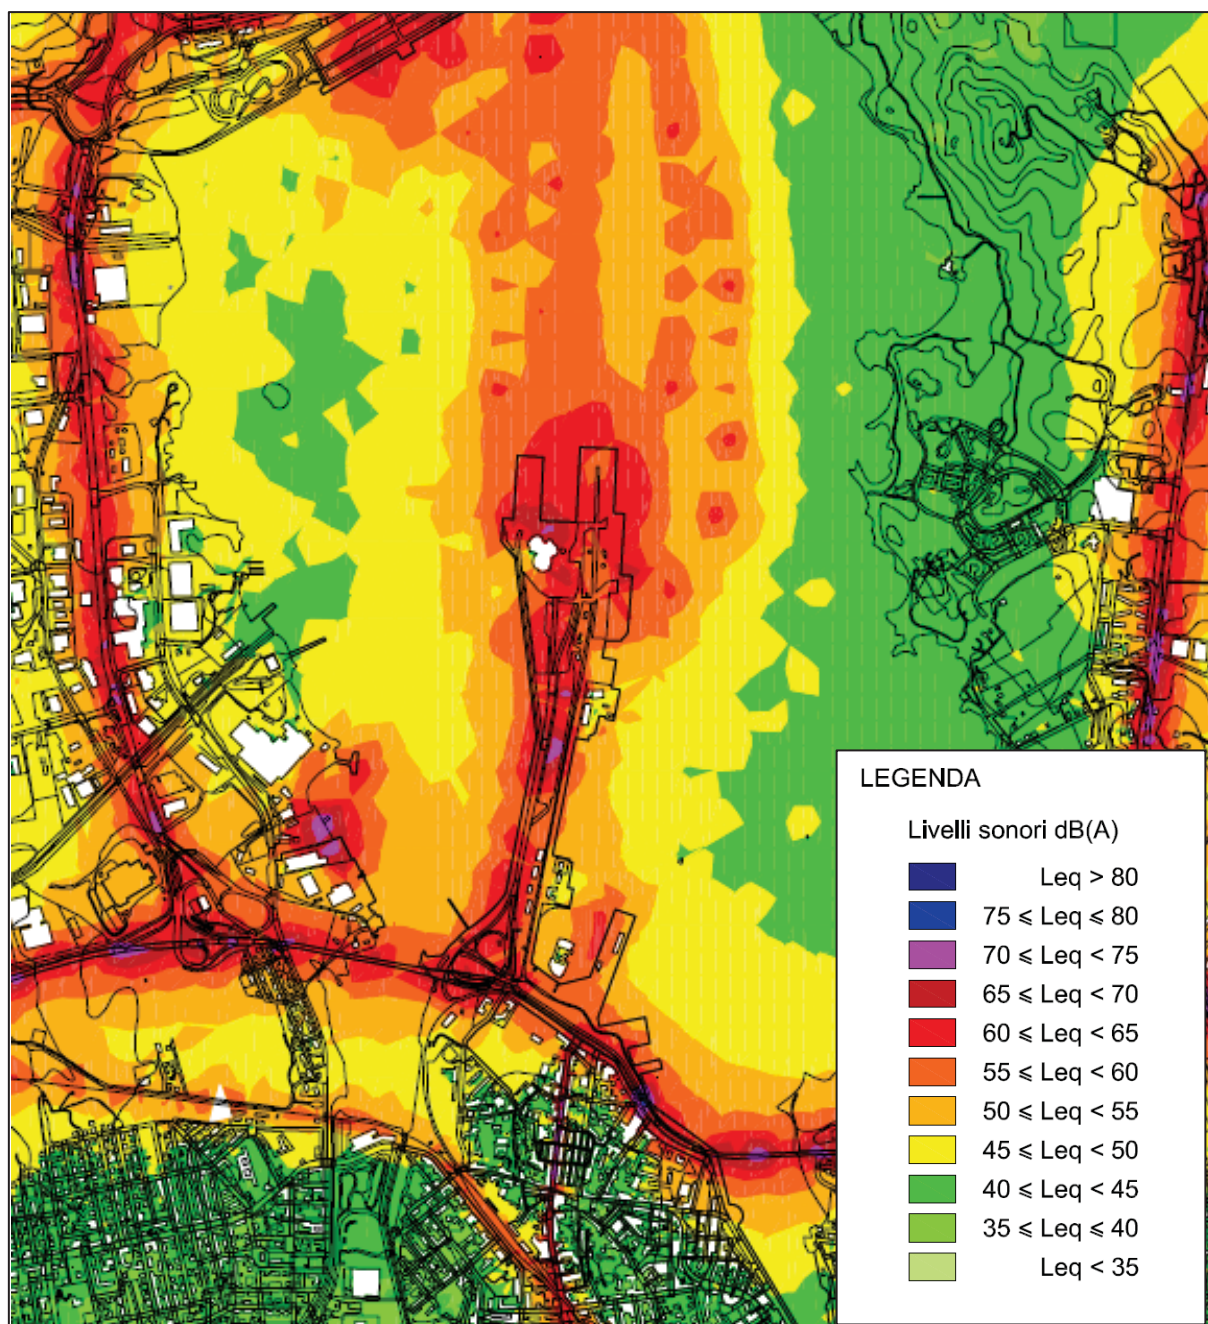 LEGENDA
Livelli sonori dB(A)
Leq > 80
75 ⩽ Leq ⩽ 80
70 ⩽ Leq < 75
65 ⩽ Leq < 70
60 ⩽ Leq < 65
55 ⩽ Leq < 60
50 ⩽ Leq < 55
45 ⩽ Leq < 50
40 ⩽ Leq < 45
35 ⩽ Leq ⩽ 40
Leq < 35